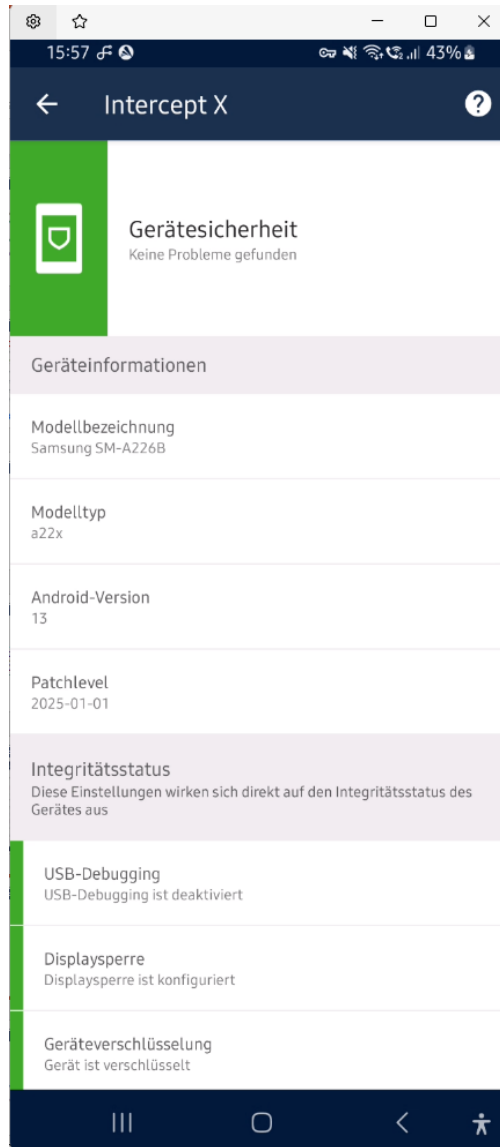 15:57 43%
Intercept X ?
Gerätesicherheit
Keine Probleme gefunden
Geräteinformationen
Modellbezeichnung
Samsung SM-A226B
Modelltyp
a22x
Android-Version
13
Patchlevel
2025-01-01
Integritätsstatus
Diese Einstellungen wirken sich direkt auf den Integritätsstatus des
Gerätes aus
USB-Debugging
USB-Debugging ist deaktiviert
Displaysperre
Displaysperre ist konfiguriert
Geräteverschlüsselung
Gerät ist verschlüsselt